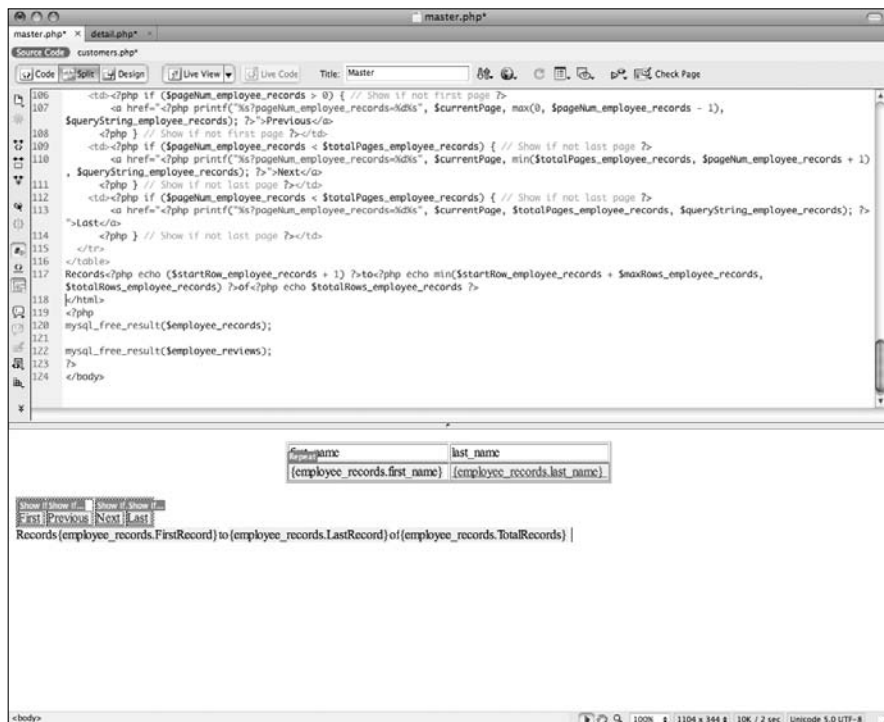 master.php*
master.php* × detail.php* ×
Source Code customers.php*
Code Split Design Live View Live Code Title: Master Check Page
106 <td><?php if ($pageNum_employee_records > 0) { // Show if not first page ?>
107 <a href="<?php printf("%s?pageNum_employee_records=%d%s", $currentPage, max(0, $pageNum_employee_records - 1),
$queryString_employee_records); ?>">Previous</a>
108 <?php } // Show if not first page ?></td>
109 <td><?php if ($pageNum_employee_records < $totalPages_employee_records) { // Show if not last page ?>
110 <a href="<?php printf("%s?pageNum_employee_records=%d%s", $currentPage, min($totalPages_employee_records, $pageNum_employee_records + 1)
, $queryString_employee_records); ?>">Next</a>
111 <?php } // Show if not last page ?></td>
112 <td><?php if ($pageNum_employee_records < $totalPages_employee_records) { // Show if not last page ?>
113 <a href="<?php printf("%s?pageNum_employee_records=%d%s", $currentPage, $totalPages_employee_records, $queryString_employee_records); ?>
">Last</a>
114 <?php } // Show if not last page ?></td>
115 </tr>
116 </table>
117 Records<?php echo ($startRow_employee_records + 1) ?>to<?php echo min($startRow_employee_records + $maxRows_employee_records,
$totalRows_employee_records) ?>of<?php echo $totalRows_employee_records ?>
118 </html>
119 <?php
120 mysql_free_result($employee_records);
121
122 mysql_free_result($employee_reviews);
123 ?>
124 </body>
first_name last_name
Repeat
{employee_records.first_name} {employee_records.last_name}
Show if Show if... Show if. Show if...
First Previous Next Last
Records{employee_records.FirstRecord}to{employee_records.LastRecord}of{employee_records.TotalRecords}
<body> 100% 1104 x 344 10K / 2 sec Unicode 5.0 UTF-8